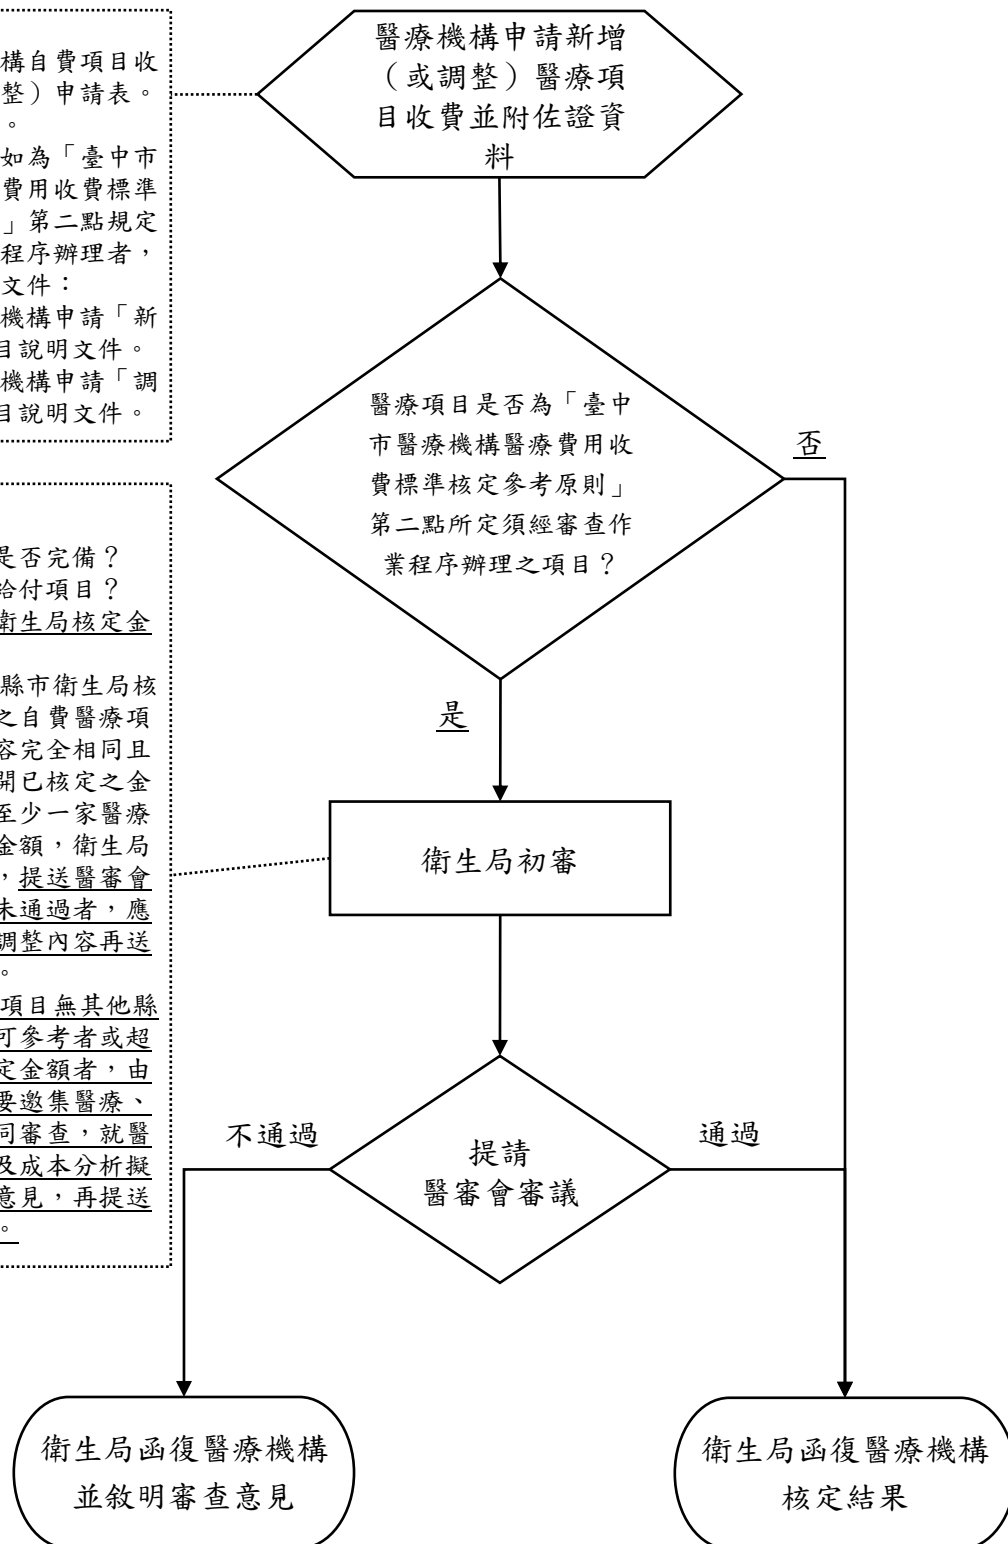 醫療機構申請新增
（或調整）醫療項
目收費並附佐證資
料
構自費項目收
整）申請表。
。
如為「臺中市
費用收費標準
」第二點規定
程序辦理者，
文件：
機構申請「新
目說明文件。
機構申請「調
目說明文件。
醫療項目是否為「臺中
市醫療機構醫療費用收
費標準核定參考原則」
第二點所定須經審查作
業程序辦理之項目？
否
是
是否完備？
給付項目？
衛生局核定金
縣市衛生局核
之自費醫療項
容完全相同且
開已核定之金
至少一家醫療
金額，衛生局
，提送醫審會
未通過者，應
調整內容再送
。
項目無其他縣
可參考者或超
定金額者，由
要邀集醫療、
同審查，就醫
及成本分析擬
意見，再提送
。
衛生局初審
不通過
通過
提請
醫審會審議
衛生局函復醫療機構
並敘明審查意見
衛生局函復醫療機構
核定結果